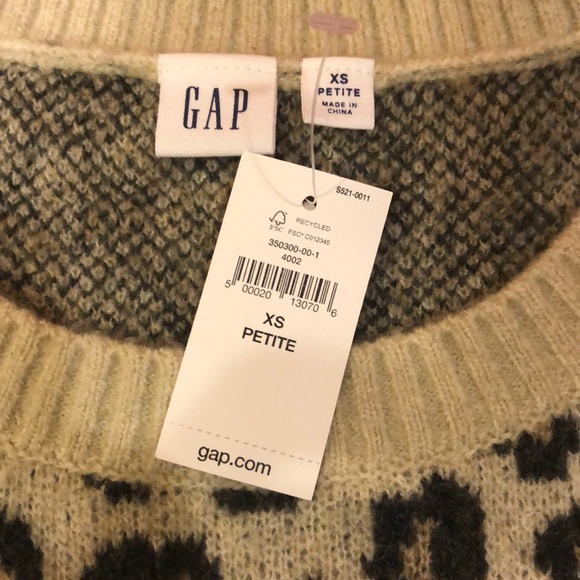 GAP
XS
PETITE
MADE IN
CHINA
S521-0011
RECYCLED
FSC FSC® C012345
350300-00-1
4002
5 00020 13070 6
XS
PETITE
gap.com